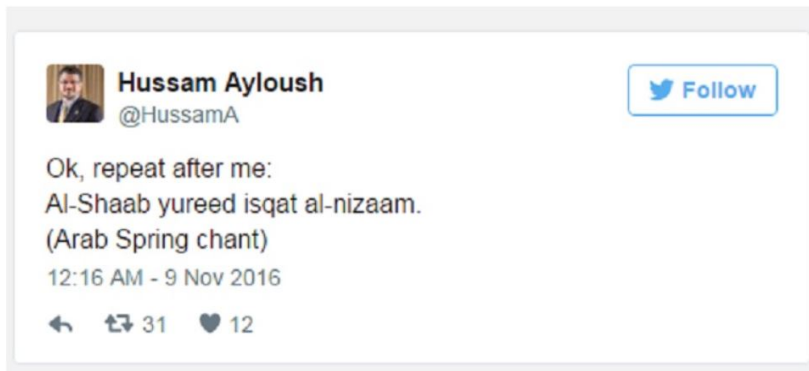 Hussam Ayloush
@HussamA
Follow
Ok, repeat after me:
Al-Shaab yureed isqat al-nizaam.
(Arab Spring chant)
12:16 AM - 9 Nov 2016
31 12